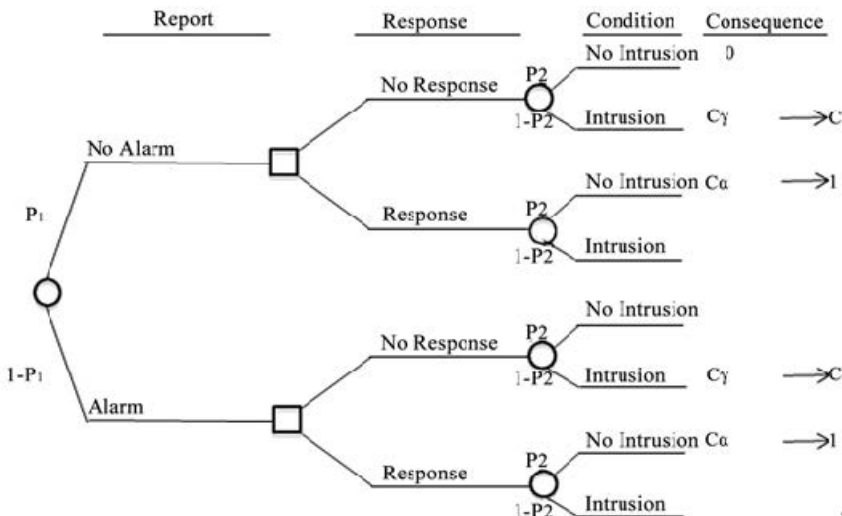 Report Response Condition Consequence
No Intrusion 0
P2
No Response
1-P2 Intrusion Cγ →C
No Alarm
No Intrusion Cα →1
P2
P1 Response
1-P2 Intrusion
No Intrusion
P2
No Response
1-P1 1-P2 Intrusion Cγ →C
Alarm
No Intrusion Cα →1
P2
Response
1-P2 Intrusion